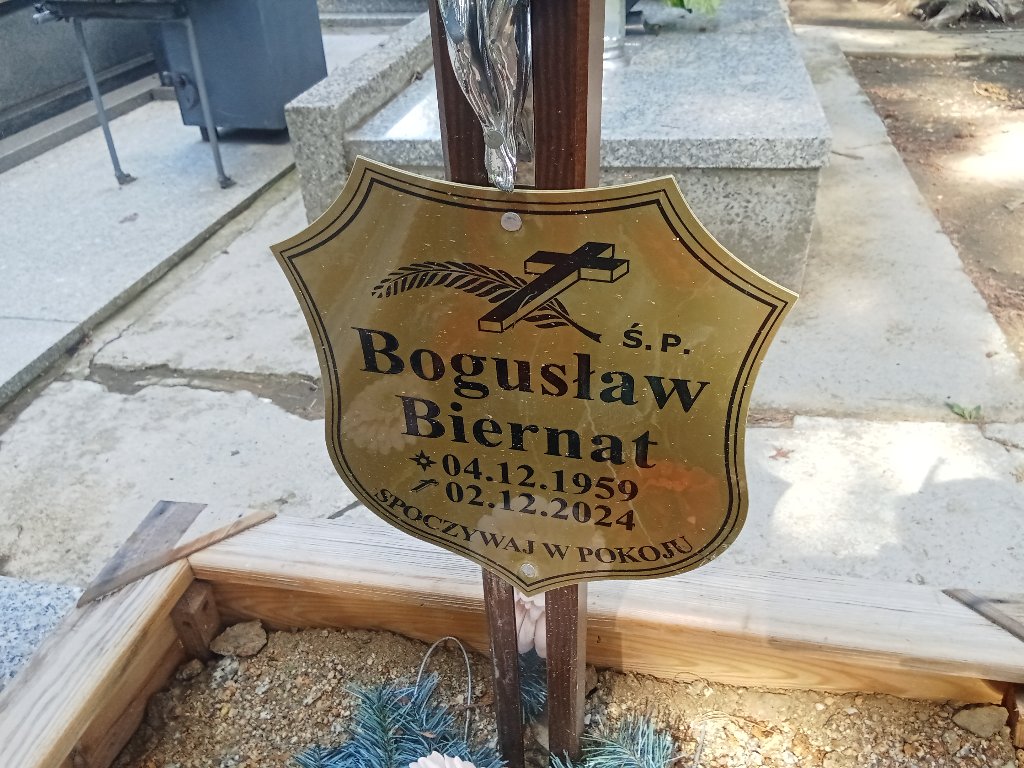 Ś.P.
Bogusław
Biernat
04.12.1959
02.12.2024
SPOCZYWAJ W POKOJU